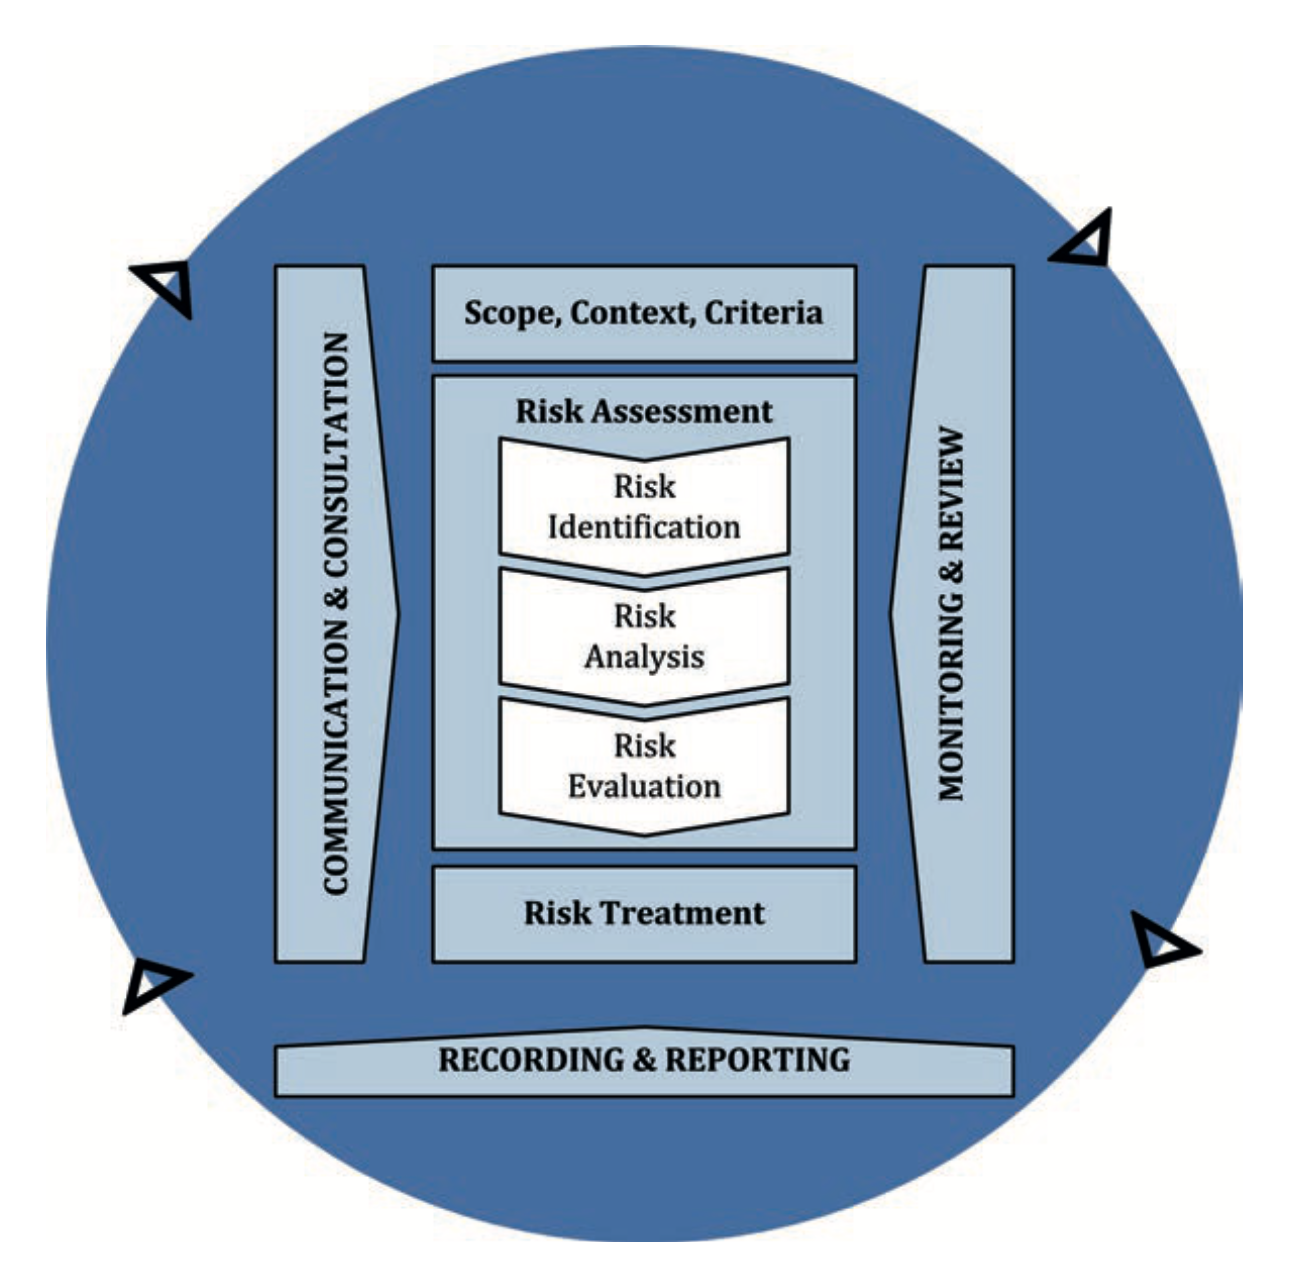 Scope, Context, Criteria
COMMUNICATION & CONSULTATION
Risk Assessment
Risk
Identification
Risk
Analysis
Risk
Evaluation
MONITORING & REVIEW
Risk Treatment
RECORDING & REPORTING